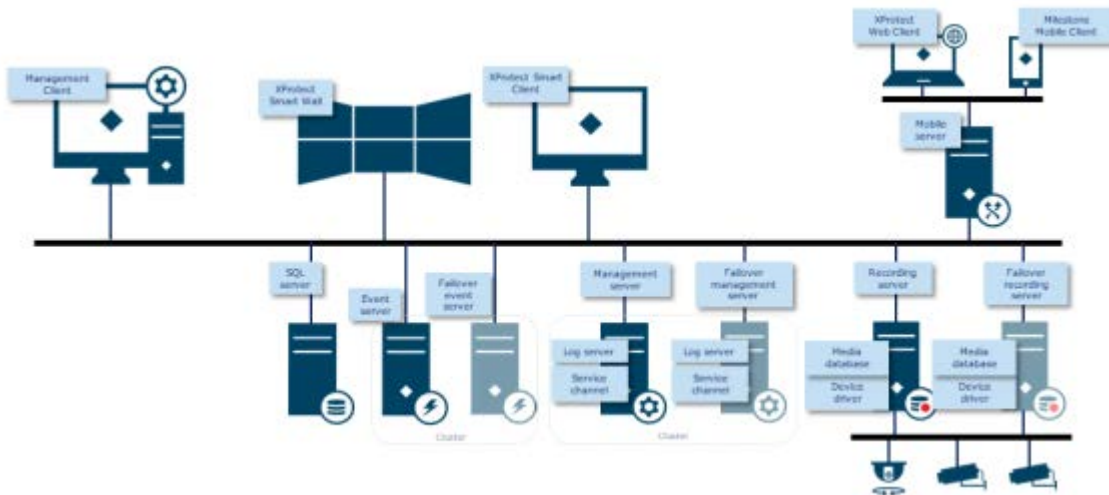 XProtect
Web Client
Milestone
Mobile Client
Management
Client
XProtect
Smart Wall
XProtect Smart
Client
Mobile
server
SQL
server
Event
server
Failover
event
server
Management
server
Failover
management
server
Recording
server
Failover
recording
server
Log server
Service
channel
Log server
Service
channel
Media
database
Device
driver
Media
database
Device
driver
Cluster
Cluster